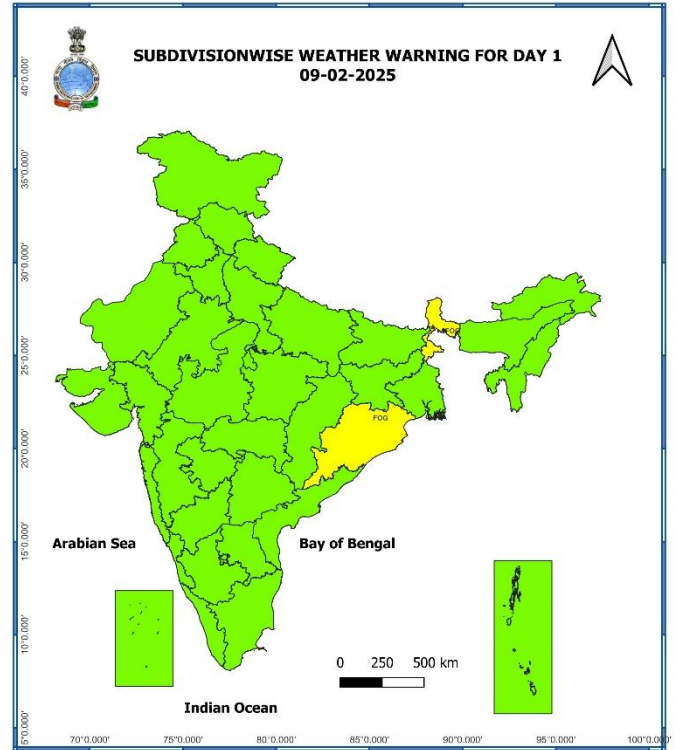 SUBDIVISIONWISE WEATHER WARNING FOR DAY 1
09-02-2025
40°0.000'
35°0.000'
30°0.000'
25°0.000'
20°0.000'
15°0.000'
10°0.000'
5°0.000'
FOG
FOG
Arabian Sea
Bay of Bengal
0 250 500 km
Indian Ocean
70°0.000' 75°0.000' 80°0.000' 85°0.000' 90°0.000' 95°0.000' 100°0.000'